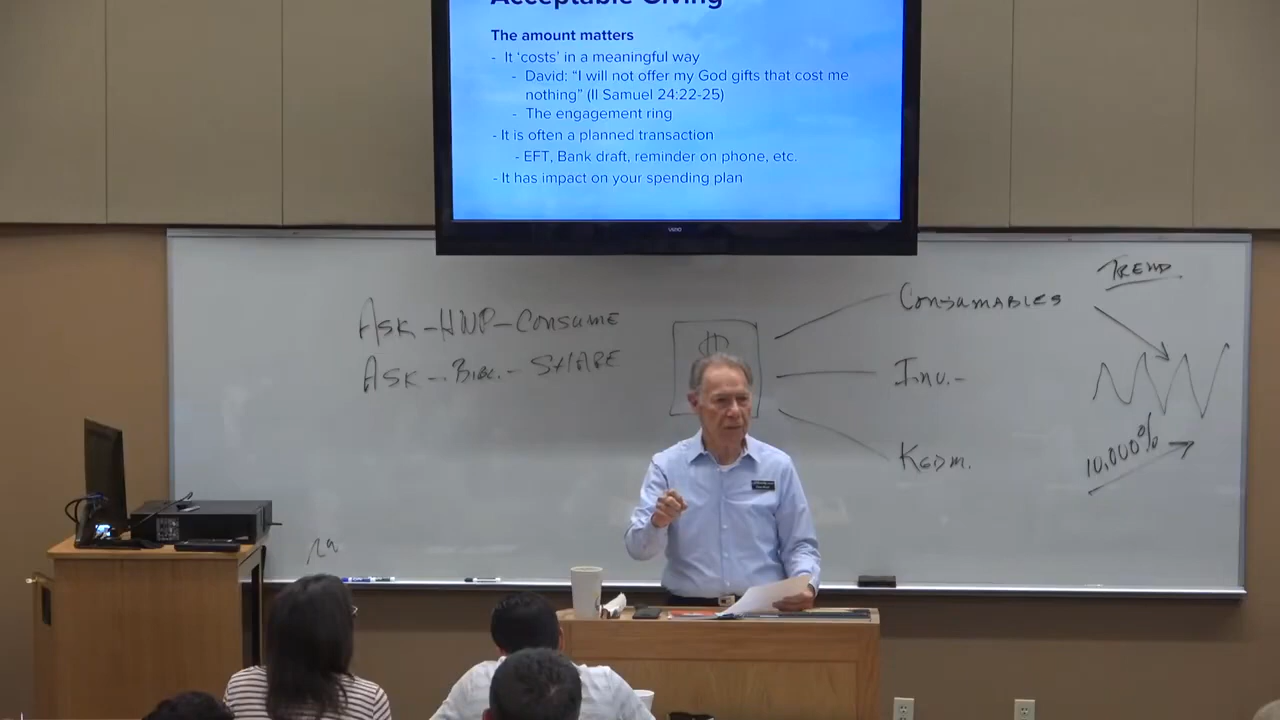 Acceptable Giving
The amount matters
- It ‘costs’ in a meaningful way
- David: “I will not offer my God gifts that cost me
nothing” (II Samuel 24:22-25)
- The engagement ring
- It is often a planned transaction
- EFT, Bank draft, reminder on phone, etc.
- It has impact on your spending plan
VIZIO
ASK - HWP - CONSUME
ASK - BIBL. - SHARE
$
CONSUMABLES
INV. -
KGDM.
TREND
10,000%